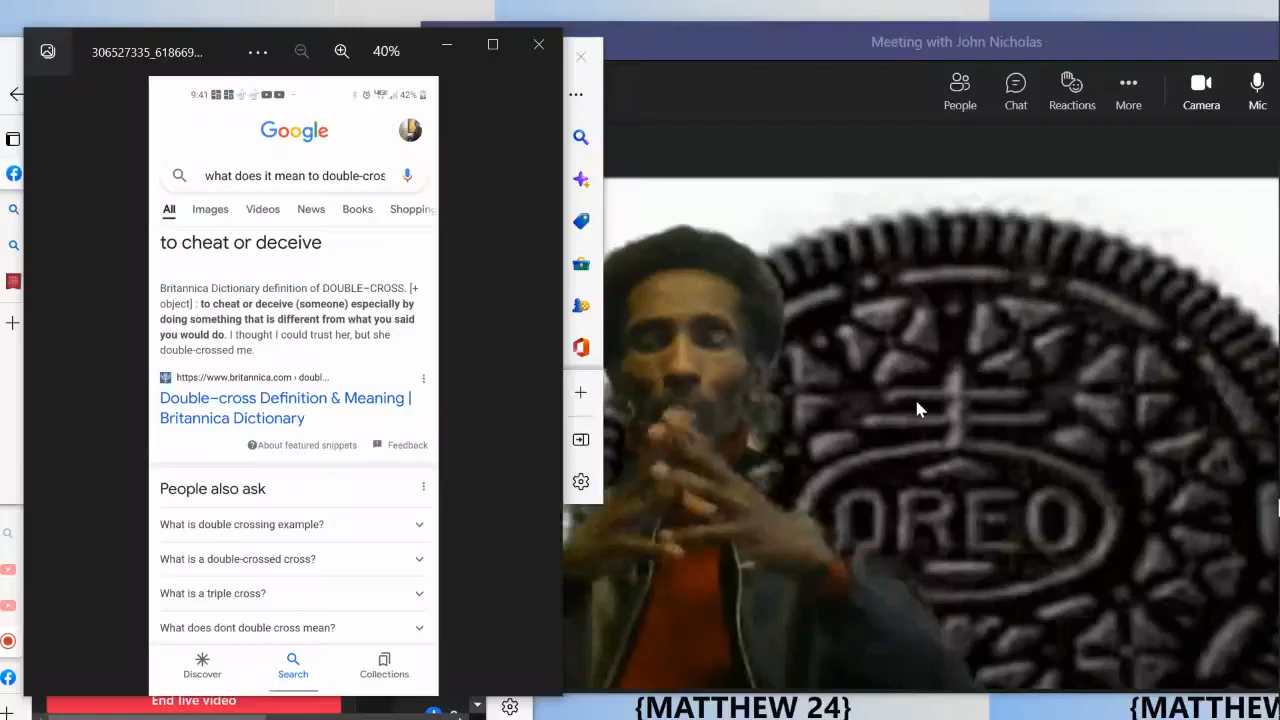 306527335_618669...
40%
Meeting with John Nicholas
People
Chat
Reactions
More
Camera
Mic
9:41
42%
Google
what does it mean to double-cros
All Images Videos News Books Shopping
to cheat or deceive
Britannica Dictionary definition of DOUBLE–CROSS. [+
object] : to cheat or deceive (someone) especially by
doing something that is different from what you said
you would do. I thought I could trust her, but she
double-crossed me.
https://www.britannica.com › doubl...
Double–cross Definition & Meaning |
Britannica Dictionary
About featured snippets
Feedback
People also ask
What is double crossing example?
What is a double-crossed cross?
What is a triple cross?
What does dont double cross mean?
Discover
Search
Collections
OREO
End live video
{MATTHEW 24}
{MATTHEW